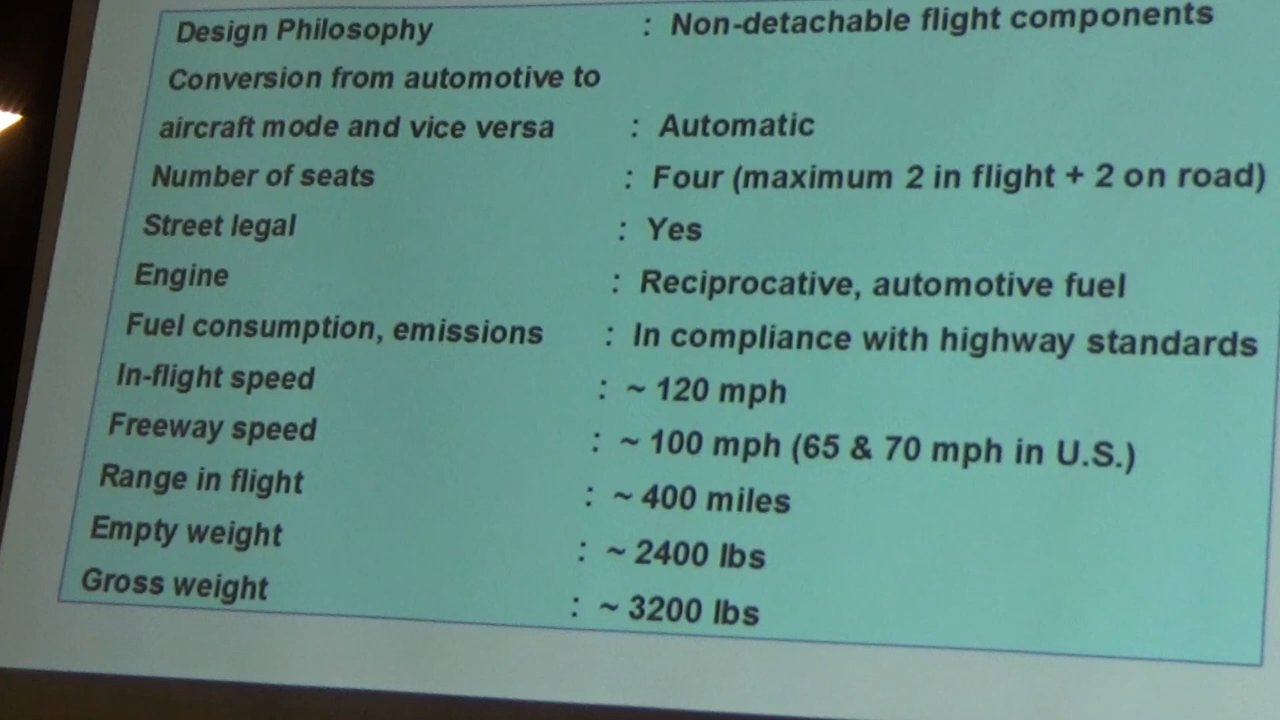 Design Philosophy : Non-detachable flight components
Conversion from automotive to
aircraft mode and vice versa : Automatic
Number of seats : Four (maximum 2 in flight + 2 on road)
Street legal : Yes
Engine : Reciprocative, automotive fuel
Fuel consumption, emissions : In compliance with highway standards
In-flight speed : ~ 120 mph
Freeway speed : ~ 100 mph (65 & 70 mph in U.S.)
Range in flight : ~ 400 miles
Empty weight : ~ 2400 lbs
Gross weight : ~ 3200 lbs